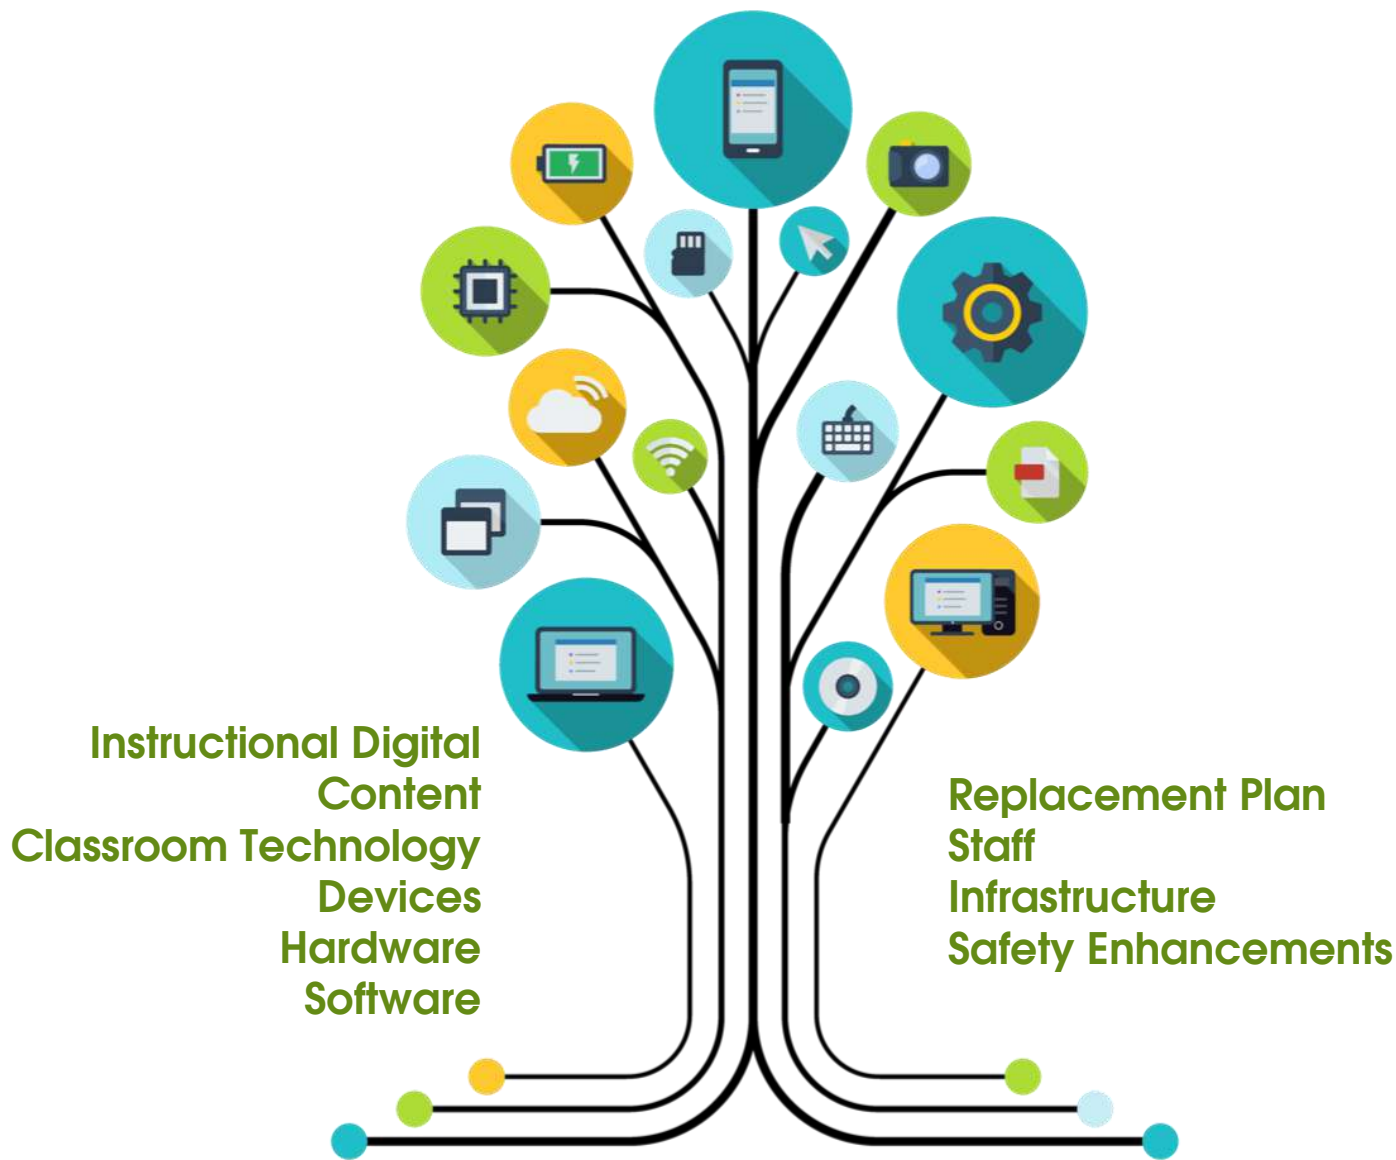 Instructional Digital
Content
Classroom Technology
Devices
Hardware
Software
Replacement Plan
Staff
Infrastructure
Safety Enhancements